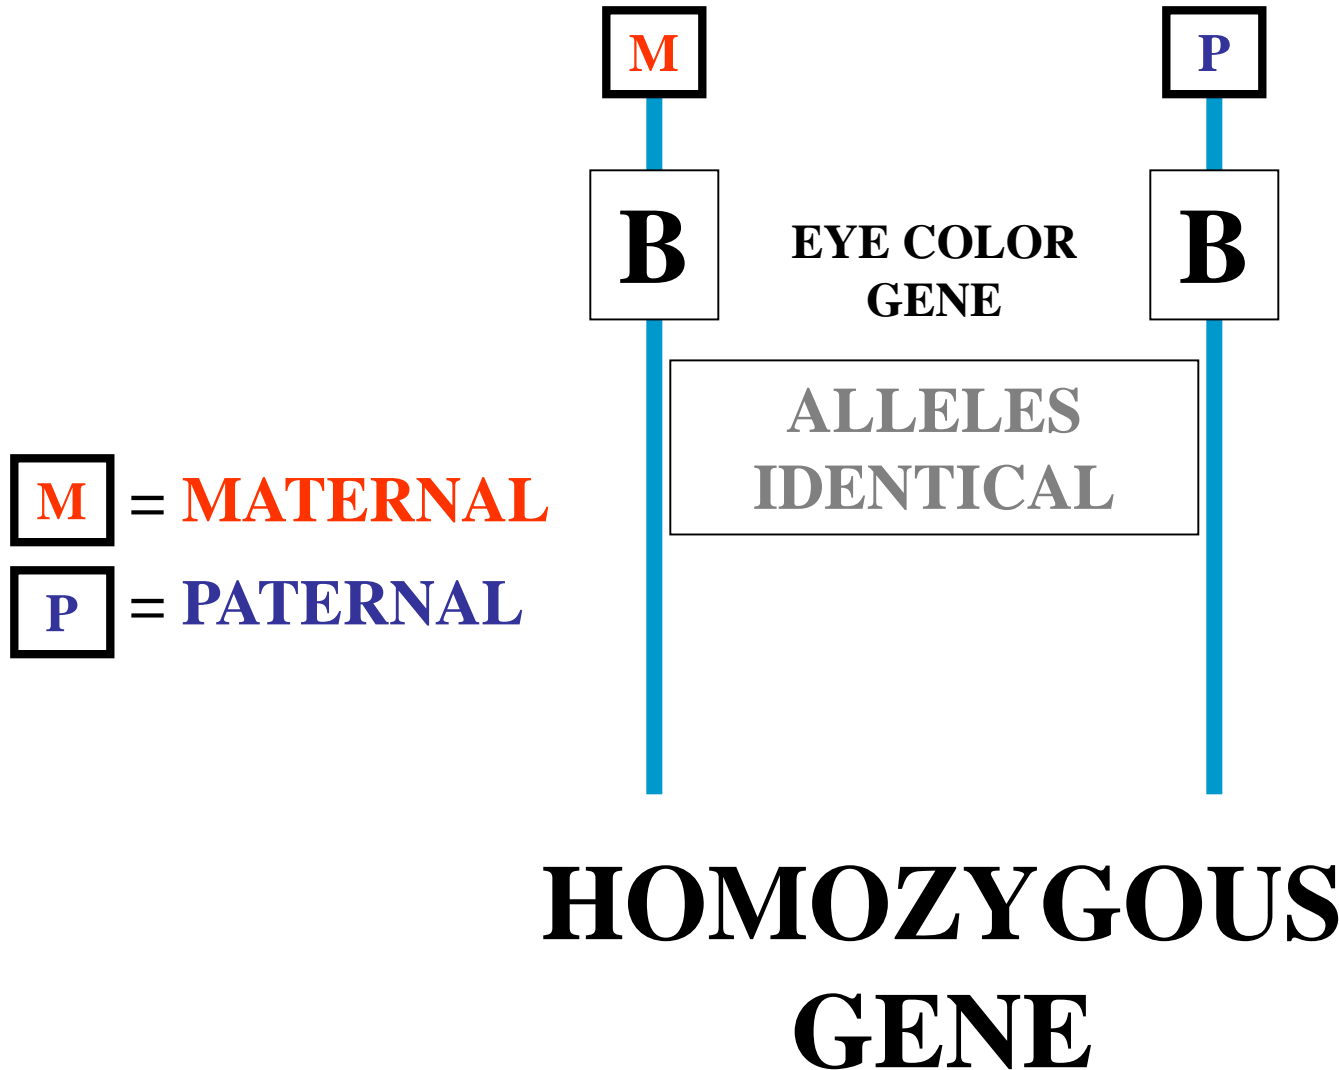 M P
B B
EYE COLOR
GENE
ALLELES
IDENTICAL
M = MATERNAL
P = PATERNAL
HOMOZYGOUS
GENE